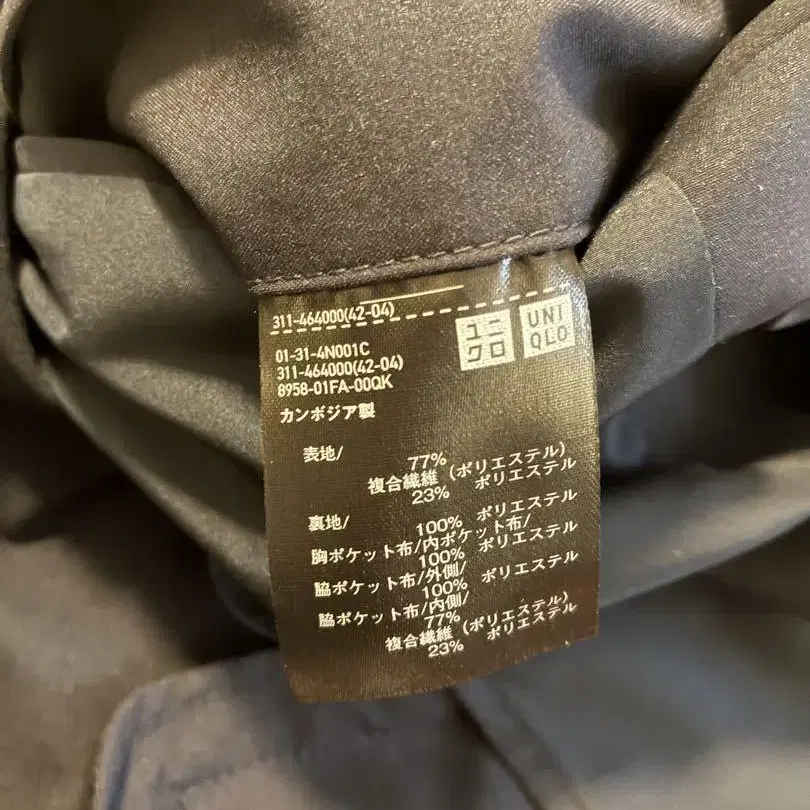 311-464000(42-04)
ユニ
クロ
UNI
QLO
01-31-4N001C
311-464000(42-04)
8958-01FA-00QK
カンボジア製
表地/
77%
複合繊維 (ポリエステル)
23% ポリエステル
裏地/
100% ポリエステル
胸ポケット布/内ポケット布/
100% ポリエステル
脇ポケット布/外側/
100% ポリエステル
脇ポケット布/内側/
77%
複合繊維 (ポリエステル)
23% ポリエステル